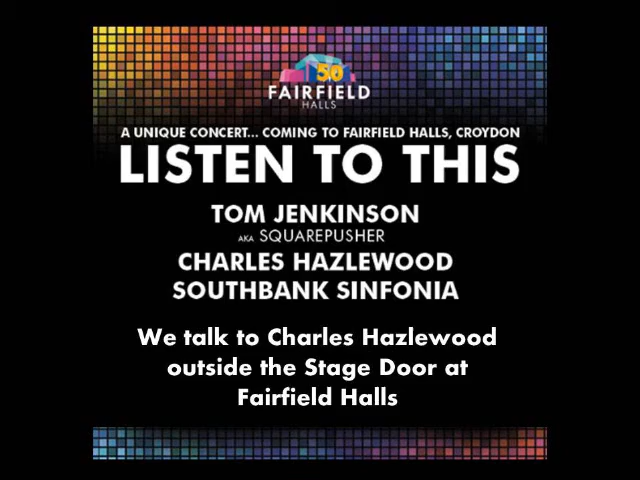 50
FAIRFIELD
HALLS
A UNIQUE CONCERT... COMING TO FAIRFIELD HALLS, CROYDON
LISTEN TO THIS
TOM JENKINSON
AKA SQUAREPUSHER
CHARLES HAZLEWOOD
SOUTHBANK SINFONIA
We talk to Charles Hazlewood
outside the Stage Door at
Fairfield Halls